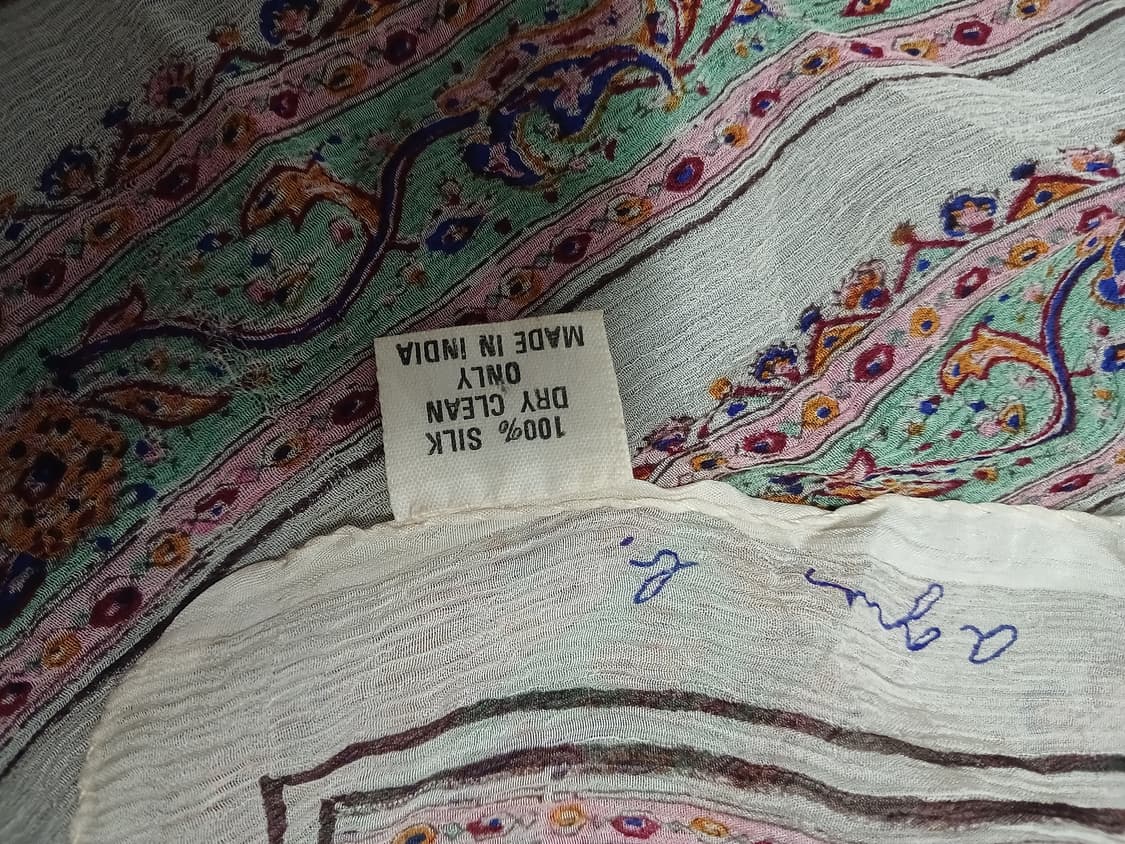 100% SILK
DRY CLEAN
ONLY
MADE IN INDIA